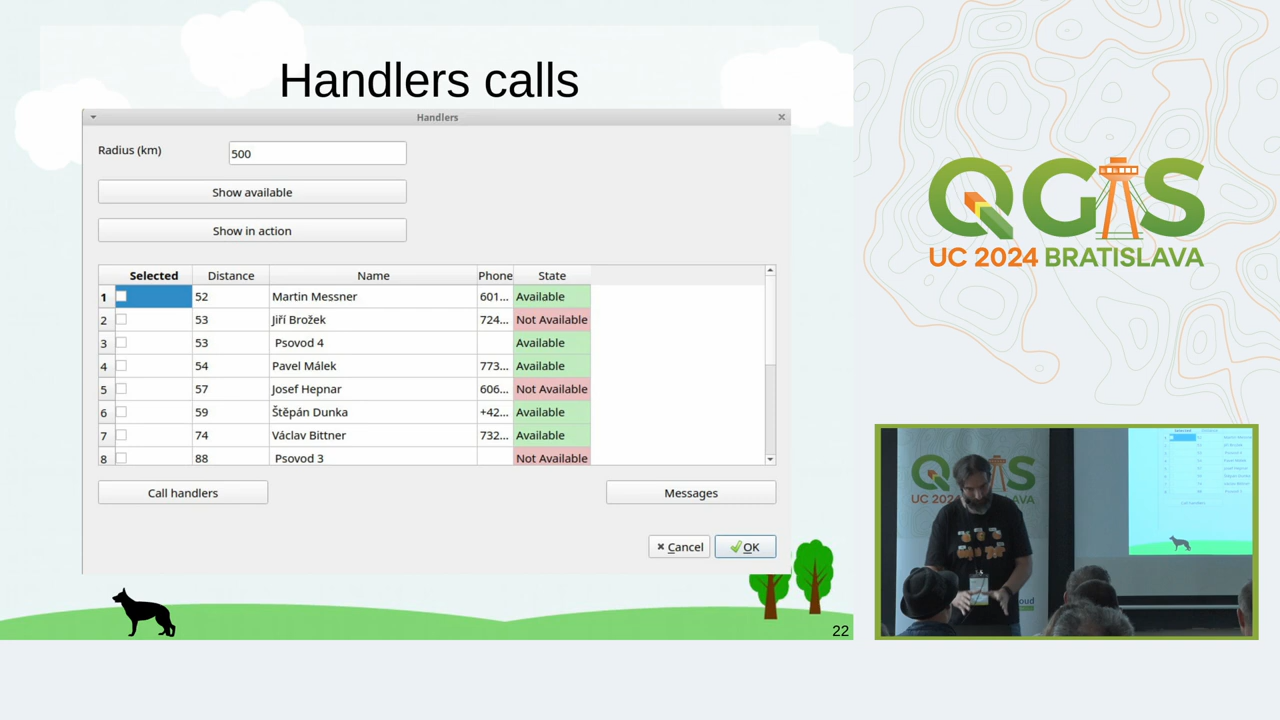 Handlers calls
Handlers
Radius (km) 500
Show available
Show in action
Selected Distance Name Phone State
1 52 Martin Messner 601... Available
2 53 Jiří Brožek 724... Not Available
3 53 Psovod 4 Available
4 54 Pavel Málek 773... Available
5 57 Josef Hepnar 606... Not Available
6 59 Štěpán Dunka +42... Available
7 74 Václav Bittner 732... Available
8 88 Psovod 3 Not Available
Call handlers Messages
Cancel OK
22
QGIS
UC 2024 BRATISLAVA